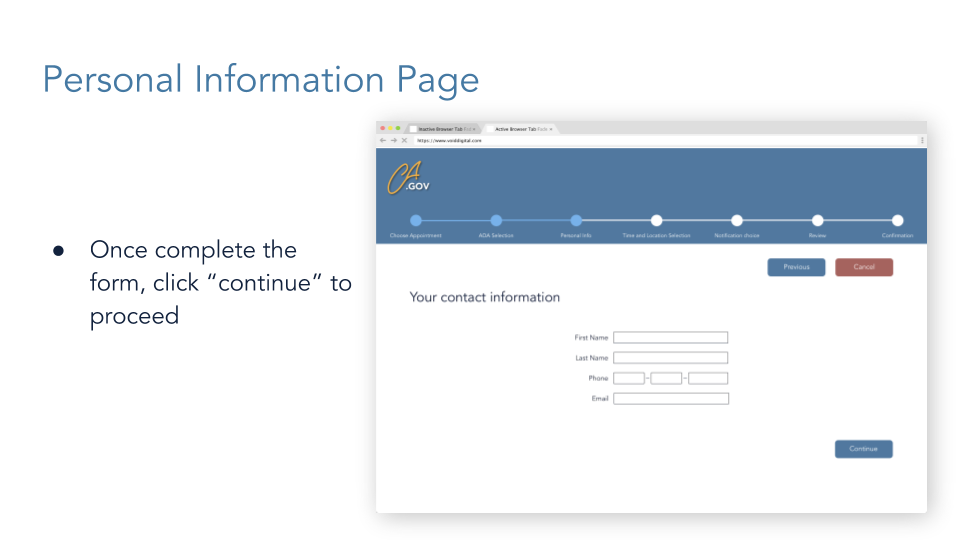 Personal Information Page
Inactive Browser Tab
Active Browser Tab
https://www.voiddigital.com
CA
.GOV
Choose Appointment
ADA Selection
Personal Info
Time and Location Selection
Notification choice
Review
Confirmation
● Once complete the
form, click “continue” to
proceed
Previous
Cancel
Your contact information
First Name
Last Name
Phone - -
Email
Continue